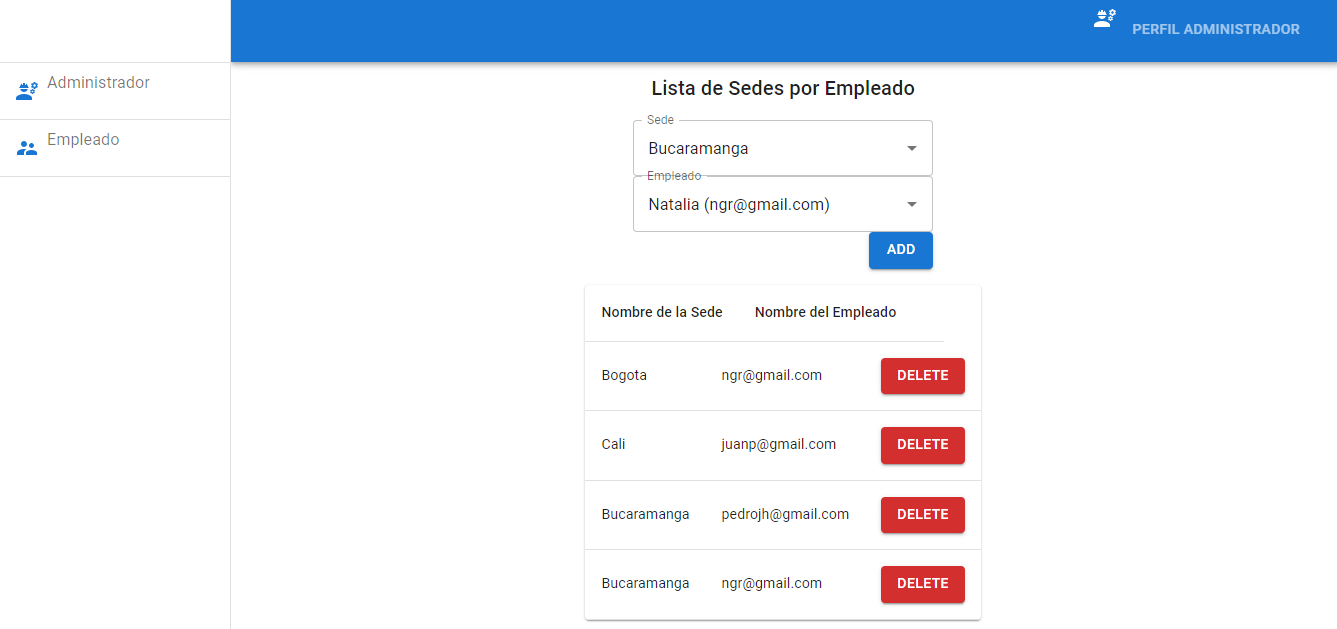 PERFIL ADMINISTRADOR
Administrador
Empleado
Lista de Sedes por Empleado
Sede
Bucaramanga
Empleado
Natalia (ngr@gmail.com)
ADD
Nombre de la Sede Nombre del Empleado
Bogota ngr@gmail.com DELETE
Cali juanp@gmail.com DELETE
Bucaramanga pedrojh@gmail.com DELETE
Bucaramanga ngr@gmail.com DELETE